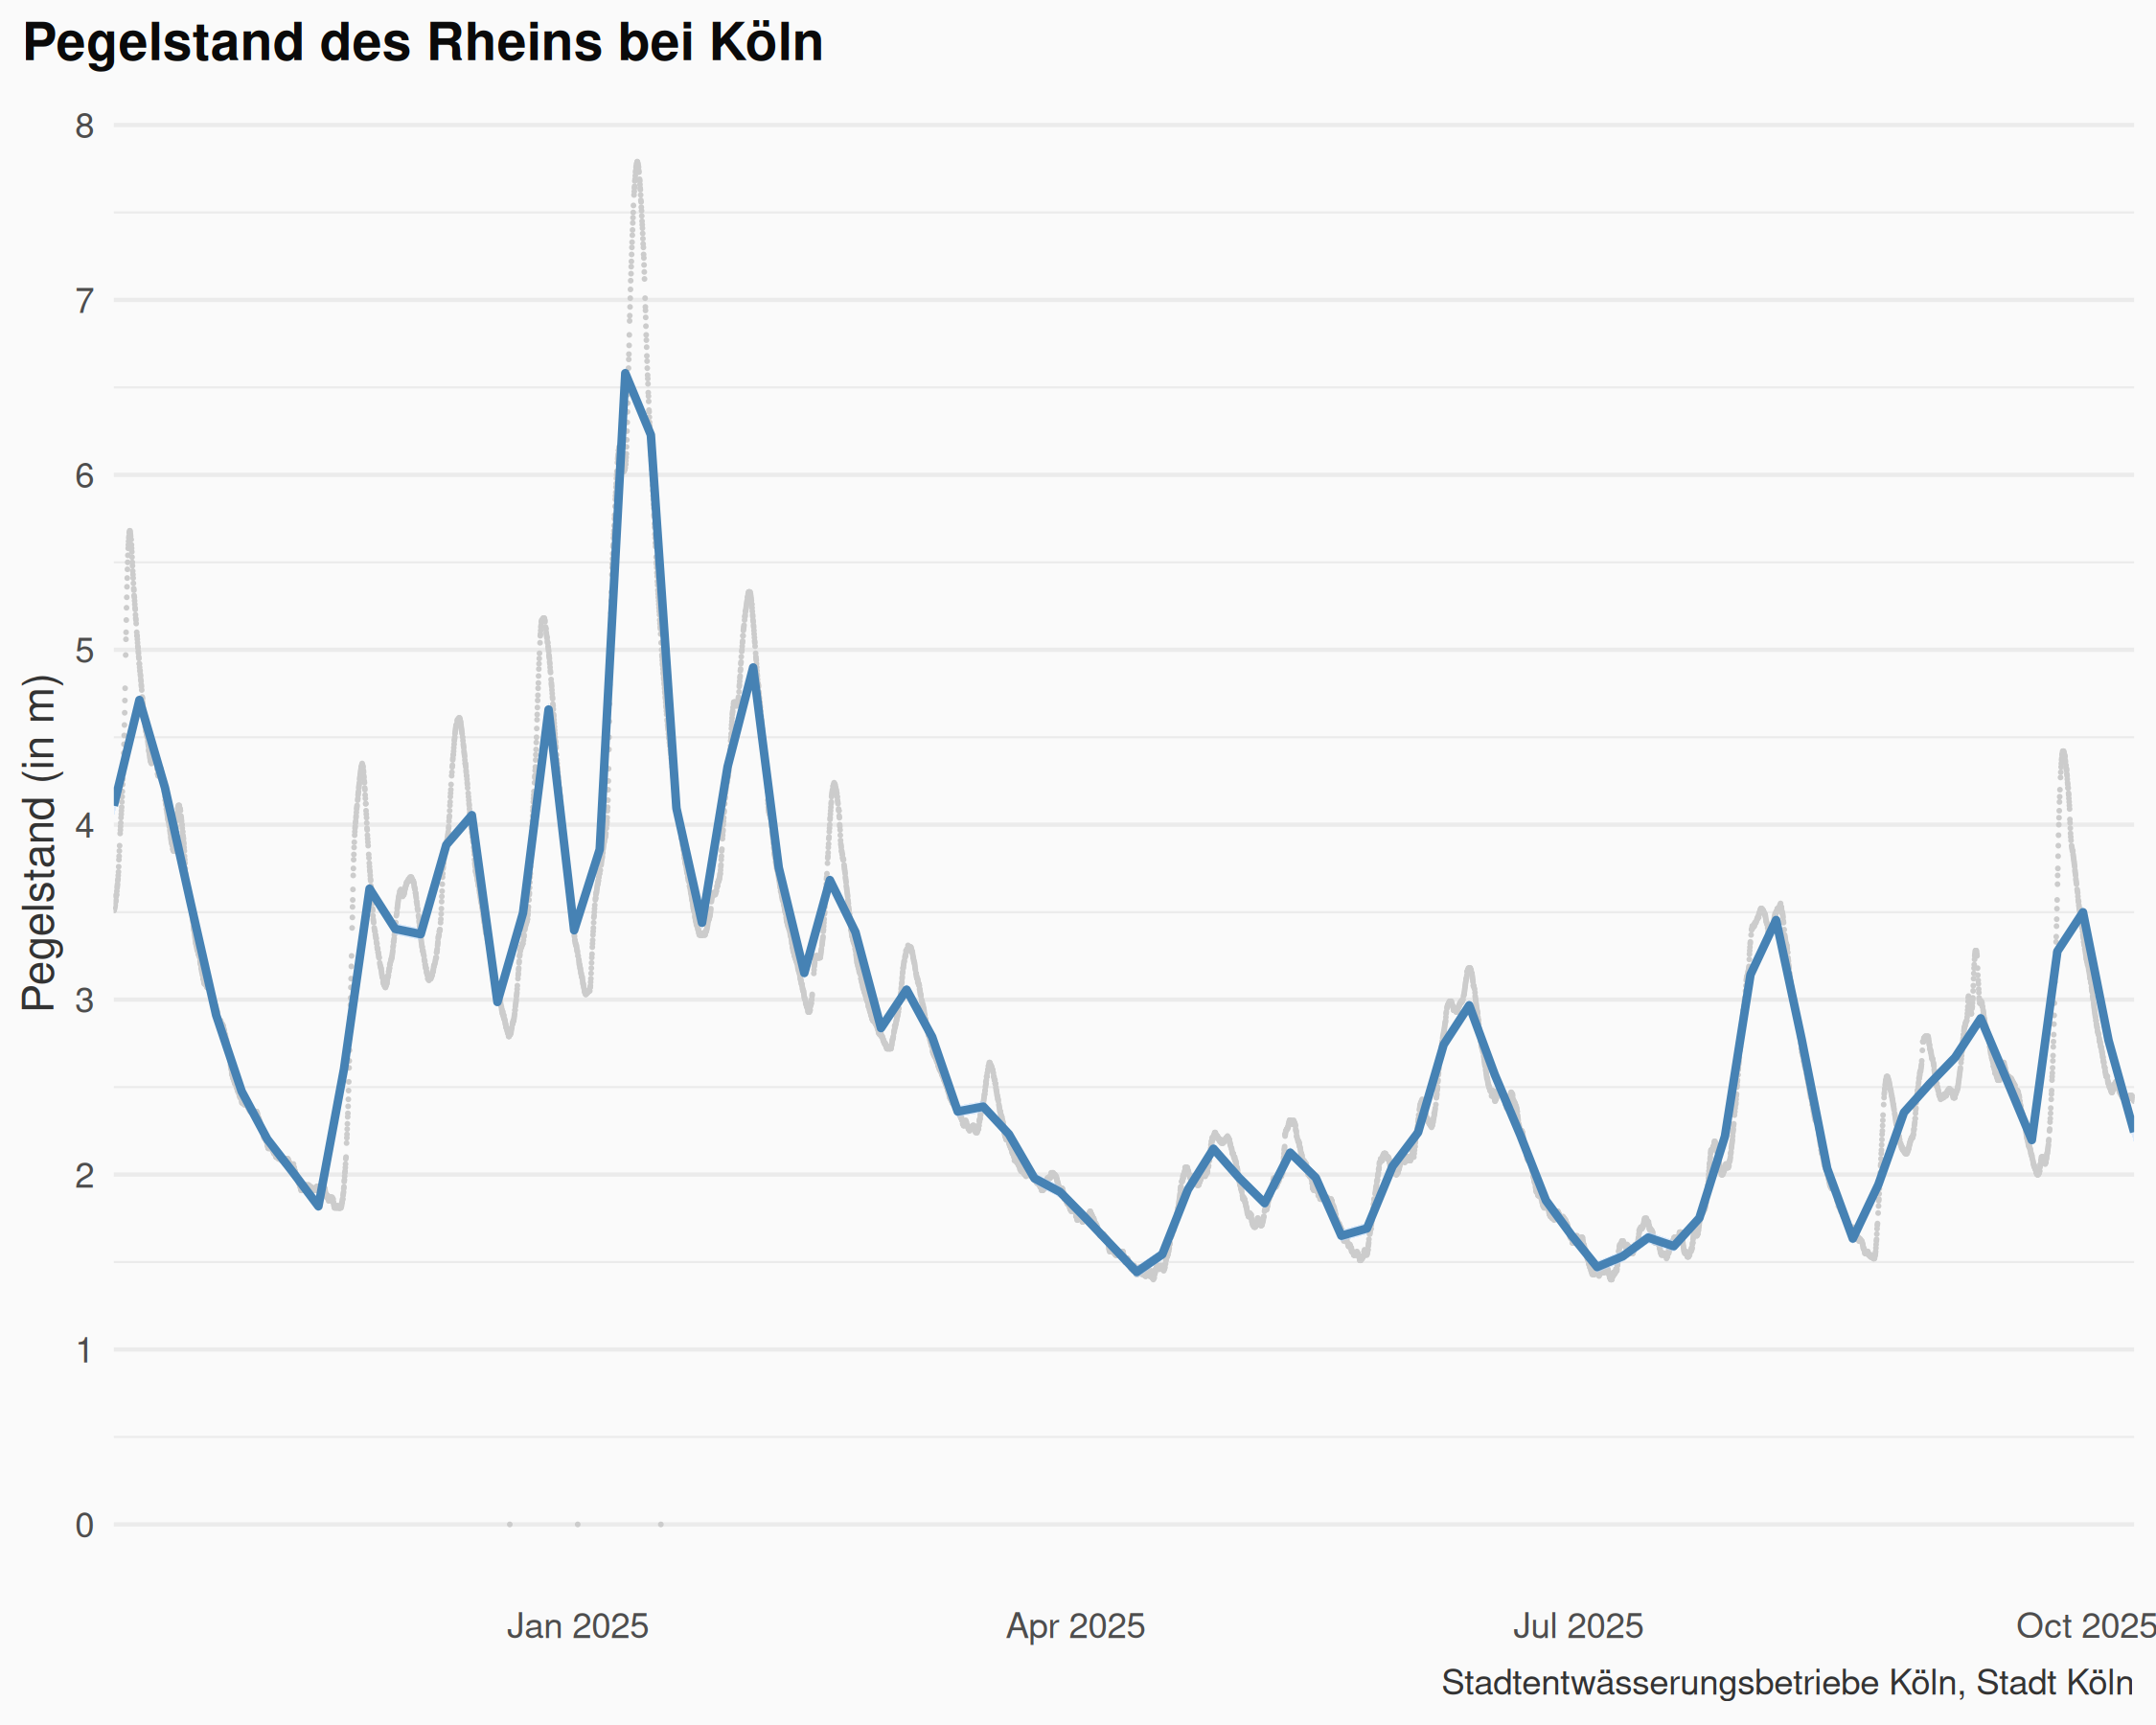 Pegelstand des Rheins bei Köln
Pegelstand (in m)
8
7
6
5
4
3
2
1
0
Jan 2025 Apr 2025 Jul 2025 Oct 2025
Stadtentwässerungsbetriebe Köln, Stadt Köln